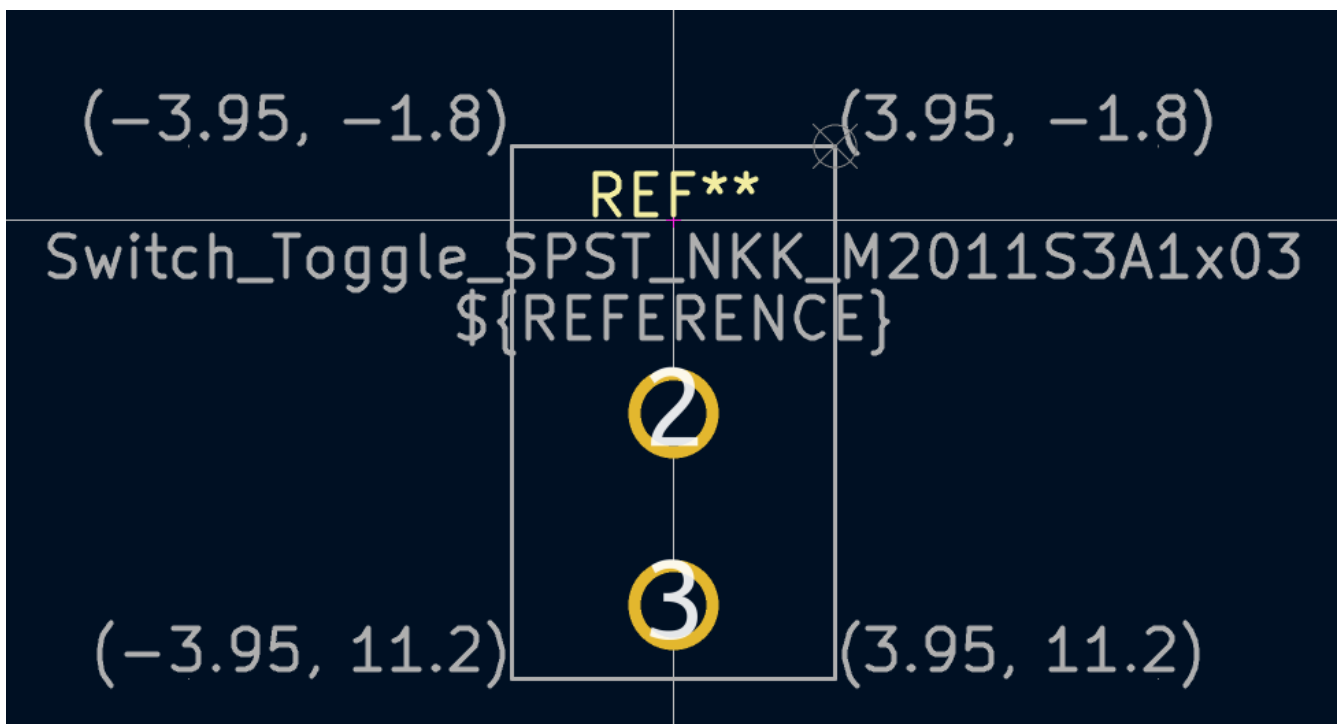 (-3.95, -1.8) (3.95, -1.8)
REF**
Switch_Toggle_SPST_NKK_M2011S3A1x03
${REFERENCE}
2
3
(-3.95, 11.2) (3.95, 11.2)